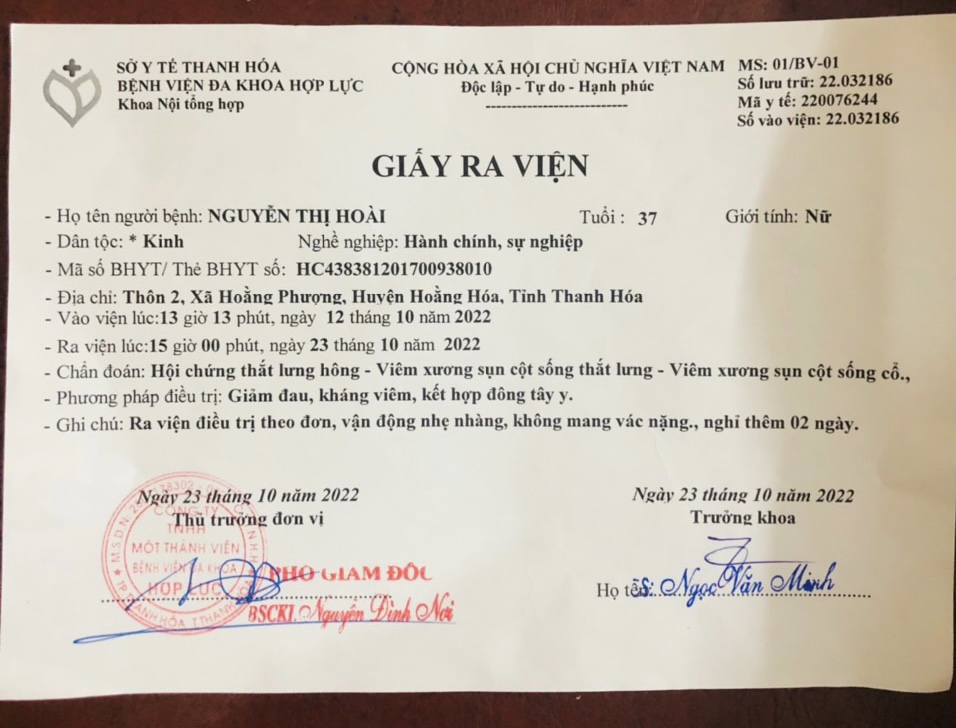 SỞ Y TẾ THANH HÓA
BỆNH VIỆN ĐA KHOA HỢP LỰC
Khoa Nội tổng hợp
CỘNG HÒA XÃ HỘI CHỦ NGHĨA VIỆT NAM
Độc lập - Tự do - Hạnh phúc
MS: 01/BV-01
Số lưu trữ: 22.032186
Mã y tế: 220076244
Số vào viện: 22.032186
GIẤY RA VIỆN
- Họ tên người bệnh: NGUYỄN THỊ HOÀI Tuổi : 37 Giới tính: Nữ
- Dân tộc: * Kinh Nghề nghiệp: Hành chính, sự nghiệp
- Mã số BHYT/ Thẻ BHYT số: HC438381201700938010
- Địa chỉ: Thôn 2, Xã Hoằng Phượng, Huyện Hoằng Hóa, Tỉnh Thanh Hóa
- Vào viện lúc:13 giờ 13 phút, ngày 12 tháng 10 năm 2022
- Ra viện lúc:15 giờ 00 phút, ngày 23 tháng 10 năm 2022
- Chẩn đoán: Hội chứng thắt lưng hông - Viêm xương sụn cột sống thắt lưng - Viêm xương sụn cột sống cổ.,
- Phương pháp điều trị: Giảm đau, kháng viêm, kết hợp đông tây y.
- Ghi chú: Ra viện điều trị theo đơn, vận động nhẹ nhàng, không mang vác nặng., nghỉ thêm 02 ngày.
Ngày 23 tháng 10 năm 2022
Thủ trưởng đơn vị
CÔNG TY
TNHH
MỘT THÀNH VIÊN
BỆNH VIỆN ĐA KHOA
HỢP LỰC
TP THANH HÓA T.THANH HÓA
PHÓ GIÁM ĐỐC
BSCKI. Nguyễn Đình Nơi
Ngày 23 tháng 10 năm 2022
Trưởng khoa
Họ tên: Ngọc Văn Minh